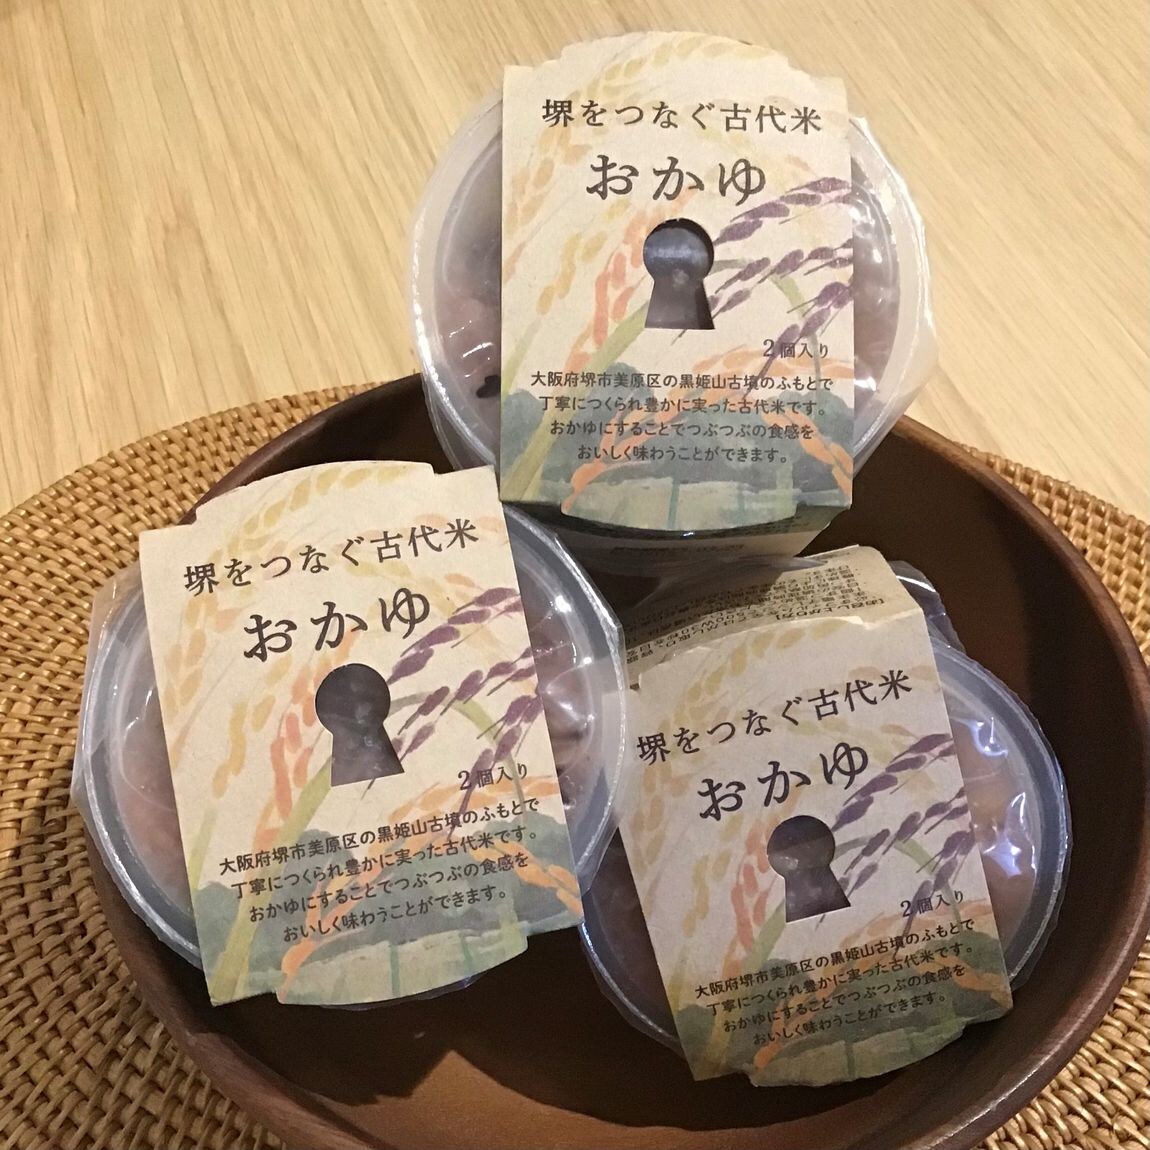 堺をつなぐ古代米
おかゆ
2個入り
大阪府堺市美原区の黒姫山古墳のふもとで
丁寧につくられ豊かに実った古代米です。
おかゆにすることでつぶつぶの食感を
おいしく味わうことができます。
堺をつなぐ古代米
おかゆ
2個入り
大阪府堺市美原区の黒姫山古墳のふもとで
丁寧につくられ豊かに実った古代米です。
おかゆにすることでつぶつぶの食感を
おいしく味わうことができます。
堺をつなぐ古代米
おかゆ
2個入り
大阪府堺市美原区の黒姫山古墳のふもとで
丁寧につくられ豊かに実った古代米です。
おかゆにすることでつぶつぶの食感を
おいしく味わうことができます。